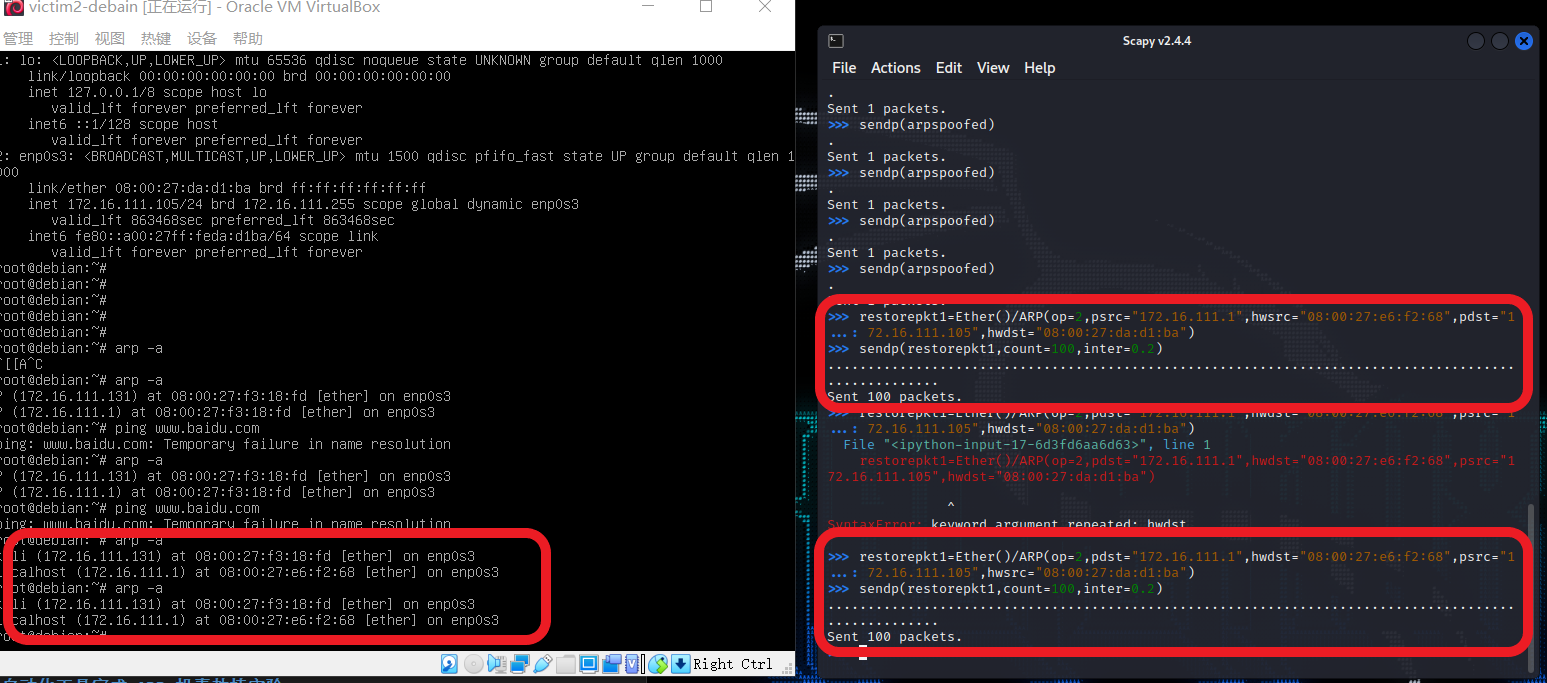 victim2-debain [正在运行] - Oracle VM VirtualBox
管理 控制 视图 热键 设备 帮助
: lo: <LOOPBACK,UP,LOWER_UP> mtu 65536 qdisc noqueue state UNKNOWN group default qlen 1000
link/loopback 00:00:00:00:00:00 brd 00:00:00:00:00:00
inet 127.0.0.1/8 scope host lo
valid_lft forever preferred_lft forever
inet6 ::1/128 scope host
valid_lft forever preferred_lft forever
2: enp0s3: <BROADCAST,MULTICAST,UP,LOWER_UP> mtu 1500 qdisc pfifo_fast state UP group default qlen 1
000
link/ether 08:00:27:da:d1:ba brd ff:ff:ff:ff:ff:ff
inet 172.16.111.105/24 brd 172.16.111.255 scope global dynamic enp0s3
valid_lft 863468sec preferred_lft 863468sec
inet6 fe80::a00:27ff:feda:d1ba/64 scope link
valid_lft forever preferred_lft forever
root@debian:~#
root@debian:~#
root@debian:~#
root@debian:~#
root@debian:~#
root@debian:~# arp -a
^[[A^C
root@debian:~# arp -a
? (172.16.111.131) at 08:00:27:f3:18:fd [ether] on enp0s3
? (172.16.111.1) at 08:00:27:f3:18:fd [ether] on enp0s3
root@debian:~# ping www.baidu.com
ping: www.baidu.com: Temporary failure in name resolution
root@debian:~# arp -a
? (172.16.111.131) at 08:00:27:f3:18:fd [ether] on enp0s3
? (172.16.111.1) at 08:00:27:f3:18:fd [ether] on enp0s3
root@debian:~# ping www.baidu.com
ping: www.baidu.com: Temporary failure in name resolution
root@debian:~# arp -a
li (172.16.111.131) at 08:00:27:f3:18:fd [ether] on enp0s3
calhost (172.16.111.1) at 08:00:27:e6:f2:68 [ether] on enp0s3
root@debian:~# arp -a
li (172.16.111.131) at 08:00:27:f3:18:fd [ether] on enp0s3
calhost (172.16.111.1) at 08:00:27:e6:f2:68 [ether] on enp0s3
root@debian:~#
Right Ctrl
Scapy v2.4.4
File Actions Edit View Help
.
Sent 1 packets.
>>> sendp(arpspoofed)
.
Sent 1 packets.
>>> sendp(arpspoofed)
.
Sent 1 packets.
>>> sendp(arpspoofed)
.
Sent 1 packets.
>>> sendp(arpspoofed)
.
Sent 1 packets.
>>> restorepkt1=Ether()/ARP(op=2,psrc="172.16.111.1",hwsrc="08:00:27:e6:f2:68",pdst="1
...: 72.16.111.105",hwdst="08:00:27:da:d1:ba")
>>> sendp(restorepkt1,count=100,inter=0.2)
......................................................................................
..............
Sent 100 packets.
>>> restorepkt1=Ether()/ARP(op=2,pdst="172.16.111.1",hwdst="08:00:27:e6:f2:68",psrc="1
...: 72.16.111.105",hwdst="08:00:27:da:d1:ba")
File "<ipython-input-17-6d3fd6aa6d63>", line 1
restorepkt1=Ether()/ARP(op=2,pdst="172.16.111.1",hwdst="08:00:27:e6:f2:68",psrc="1
72.16.111.105",hwdst="08:00:27:da:d1:ba")
^
SyntaxError: keyword argument repeated: hwdst
>>> restorepkt1=Ether()/ARP(op=2,pdst="172.16.111.1",hwdst="08:00:27:e6:f2:68",psrc="1
...: 72.16.111.105",hwsrc="08:00:27:da:d1:ba")
>>> sendp(restorepkt1,count=100,inter=0.2)
......................................................................................
..............
Sent 100 packets.